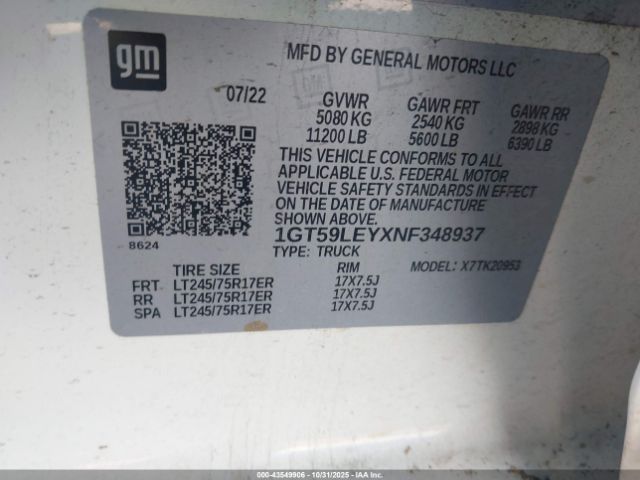 gm
MFD BY GENERAL MOTORS LLC
07/22 GVWR GAWR FRT GAWR RR
5080 KG 2540 KG 2898 KG
11200 LB 5600 LB 6390 LB
THIS VEHICLE CONFORMS TO ALL
APPLICABLE U.S. FEDERAL MOTOR
VEHICLE SAFETY STANDARDS IN EFFECT
ON THE DATE OF MANUFACTURE
SHOWN ABOVE.
8624
1GT59LEYXNF348937
TYPE: TRUCK
TIRE SIZE RIM MODEL: X7TK20953
FRT LT245/75R17ER 17X7.5J
RR LT245/75R17ER 17X7.5J
SPA LT245/75R17ER 17X7.5J
000-43549906 - 10/31/2025 - IAAI.COM